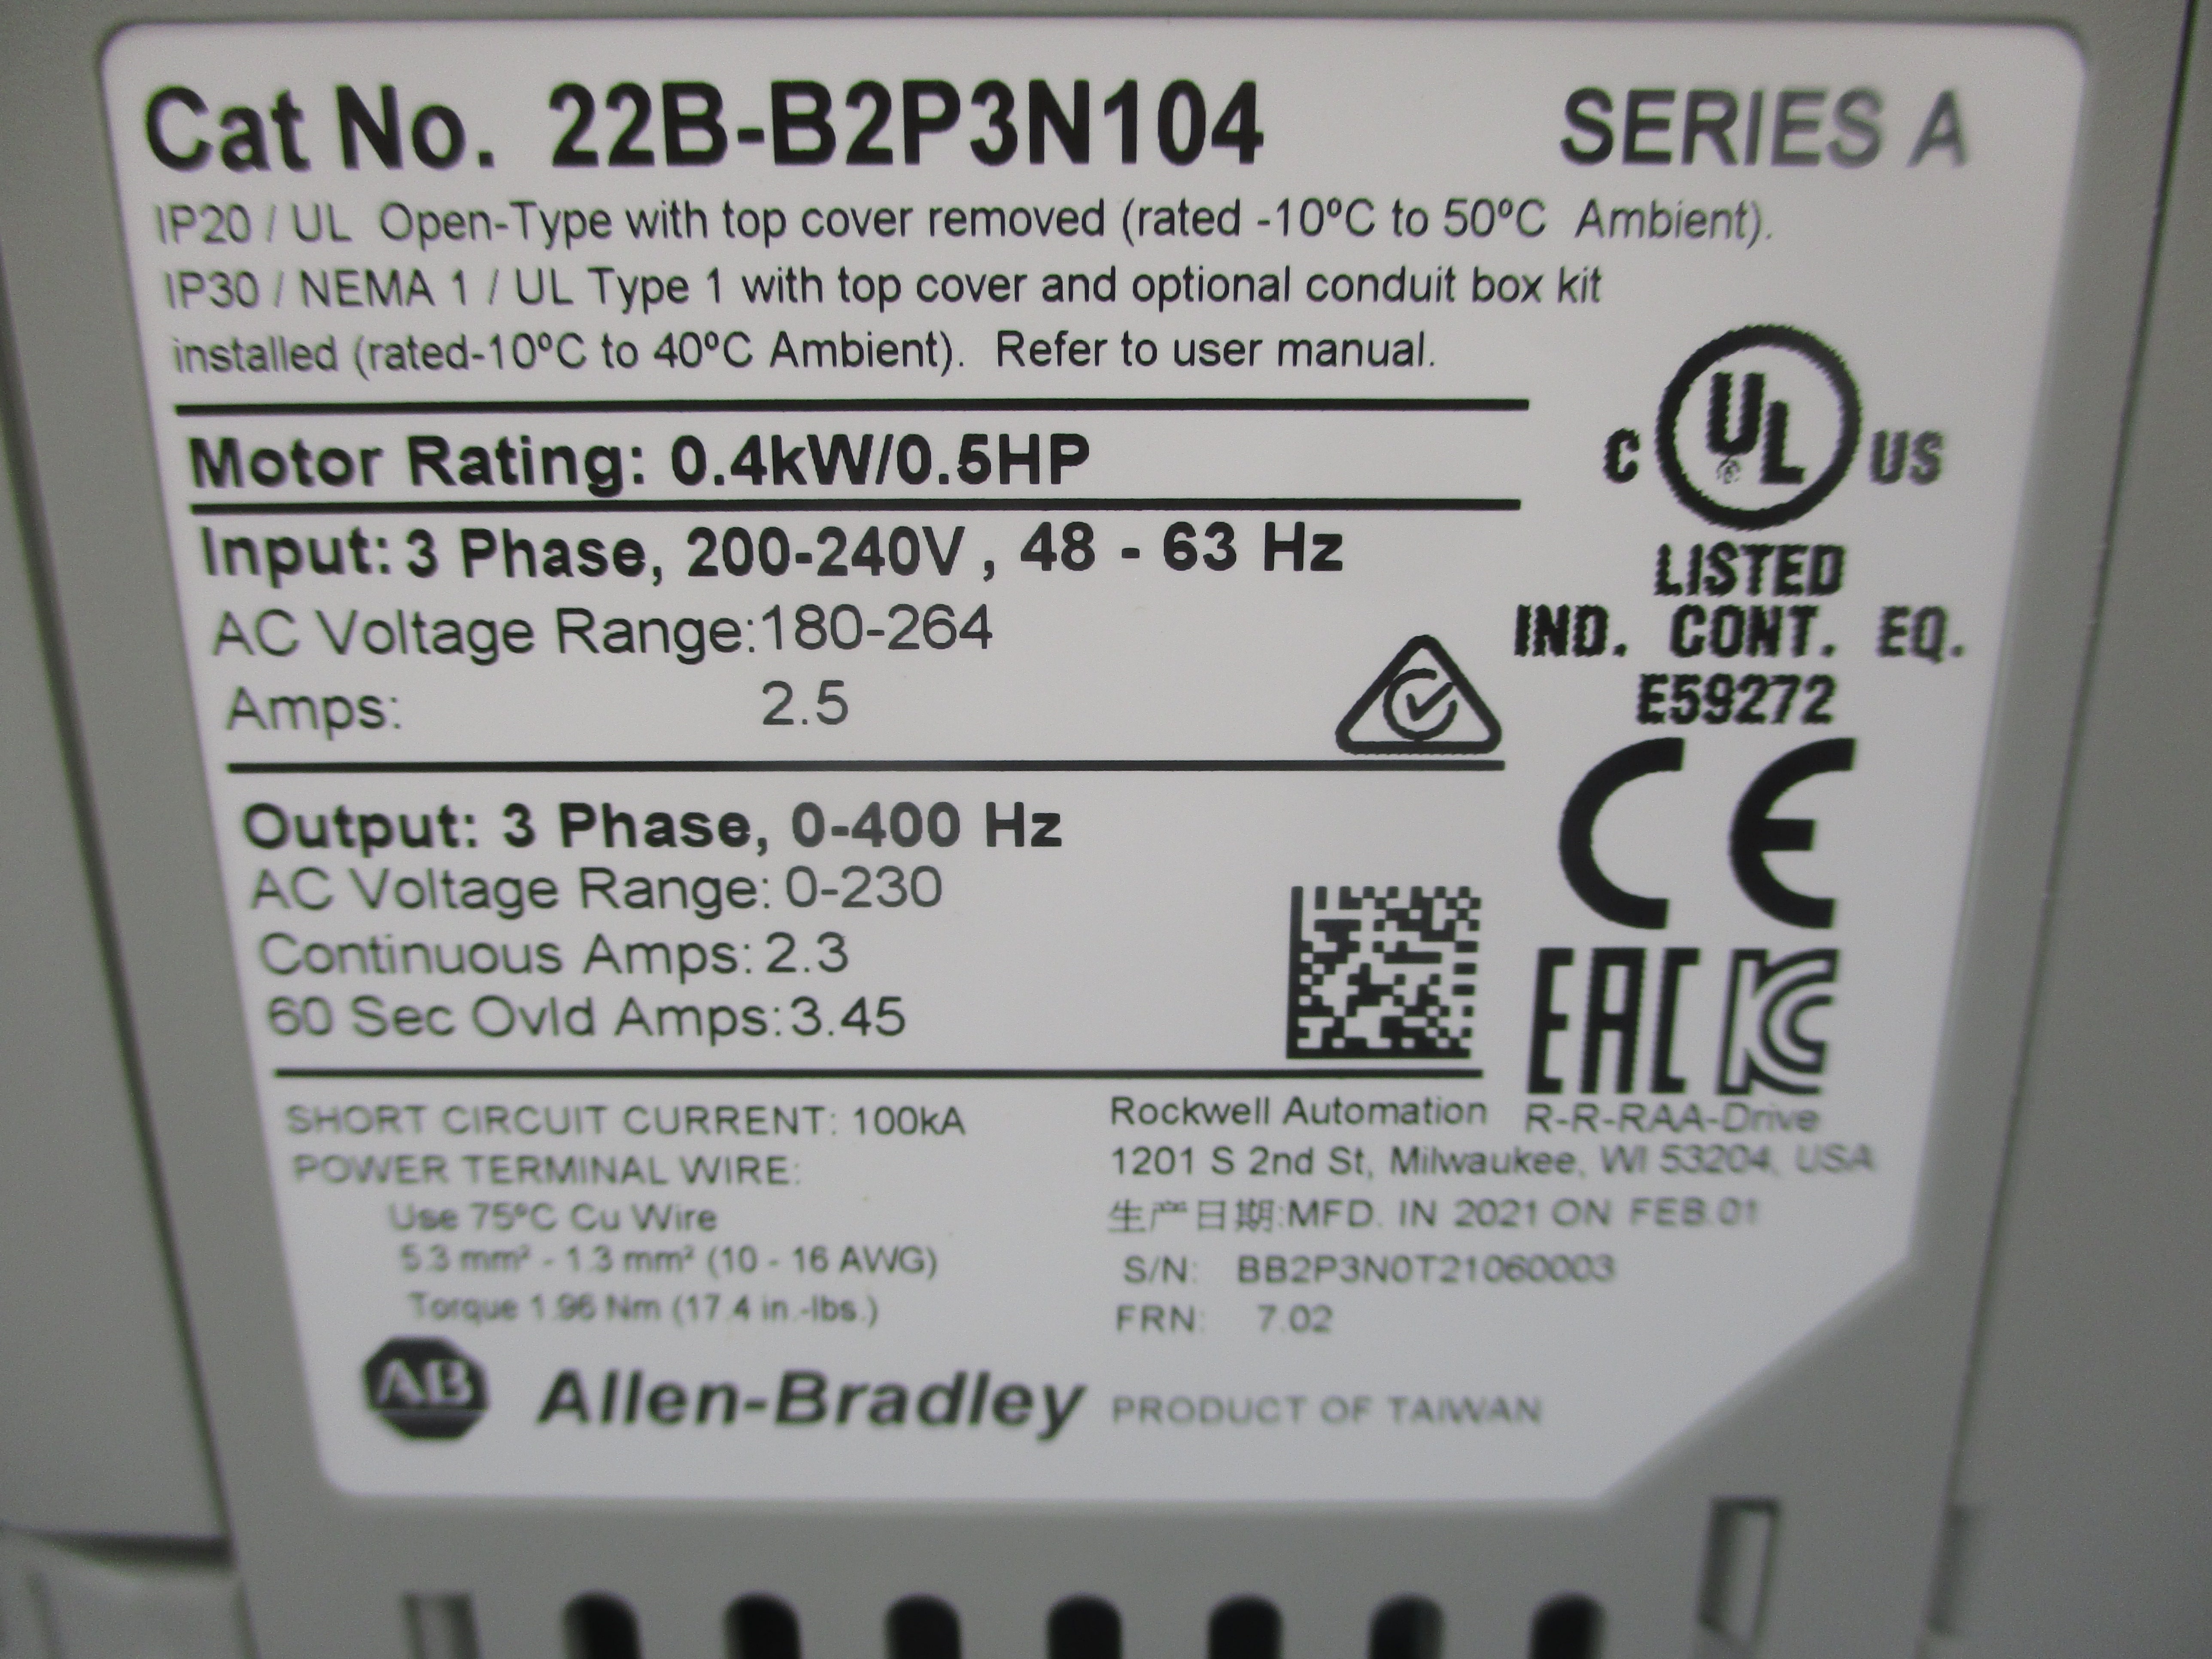 Cat No. 22B-B2P3N104 SERIES A
IP20 / UL Open-Type with top cover removed (rated -10ºC to 50ºC Ambient).
IP30 / NEMA 1 / UL Type 1 with top cover and optional conduit box kit
installed (rated-10ºC to 40ºC Ambient). Refer to user manual.
Motor Rating: 0.4kW/0.5HP
Input: 3 Phase, 200-240V , 48 - 63 Hz
AC Voltage Range:180-264
Amps: 2.5
C UL ® US
LISTED
IND. CONT. EQ.
E59272
CE
EAC
KC
Output: 3 Phase, 0-400 Hz
AC Voltage Range: 0-230
Continuous Amps: 2.3
60 Sec Ovld Amps:3.45
SHORT CIRCUIT CURRENT: 100kA
POWER TERMINAL WIRE:
Use 75ºC Cu Wire
5.3 mm² - 1.3 mm² (10 - 16 AWG)
Torque 1.96 Nm (17.4 in.-lbs.)
Rockwell Automation R-R-RAA-Drive
1201 S 2nd St, Milwaukee, WI 53204, USA
生产日期:MFD. IN 2021 ON FEB.01
S/N: BB2P3N0T21060003
FRN: 7.02
AB Allen-Bradley PRODUCT OF TAIWAN